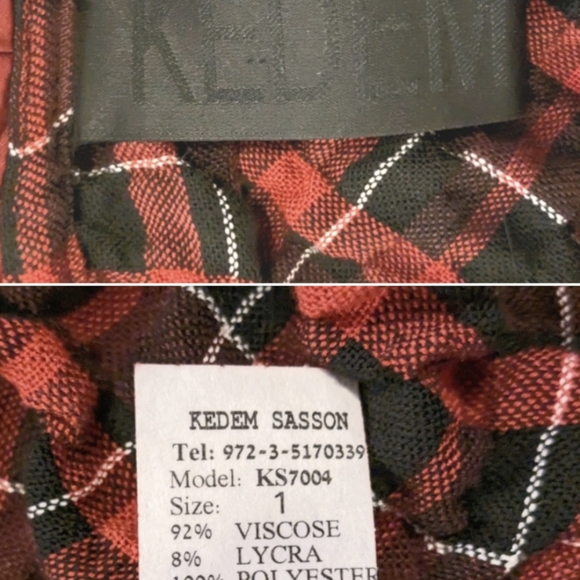 KEDEM
KEDEM SASSON
Tel: 972-3-5170339
Model: KS7004
Size: 1
92% VISCOSE
8% LYCRA
100% POLYESTER